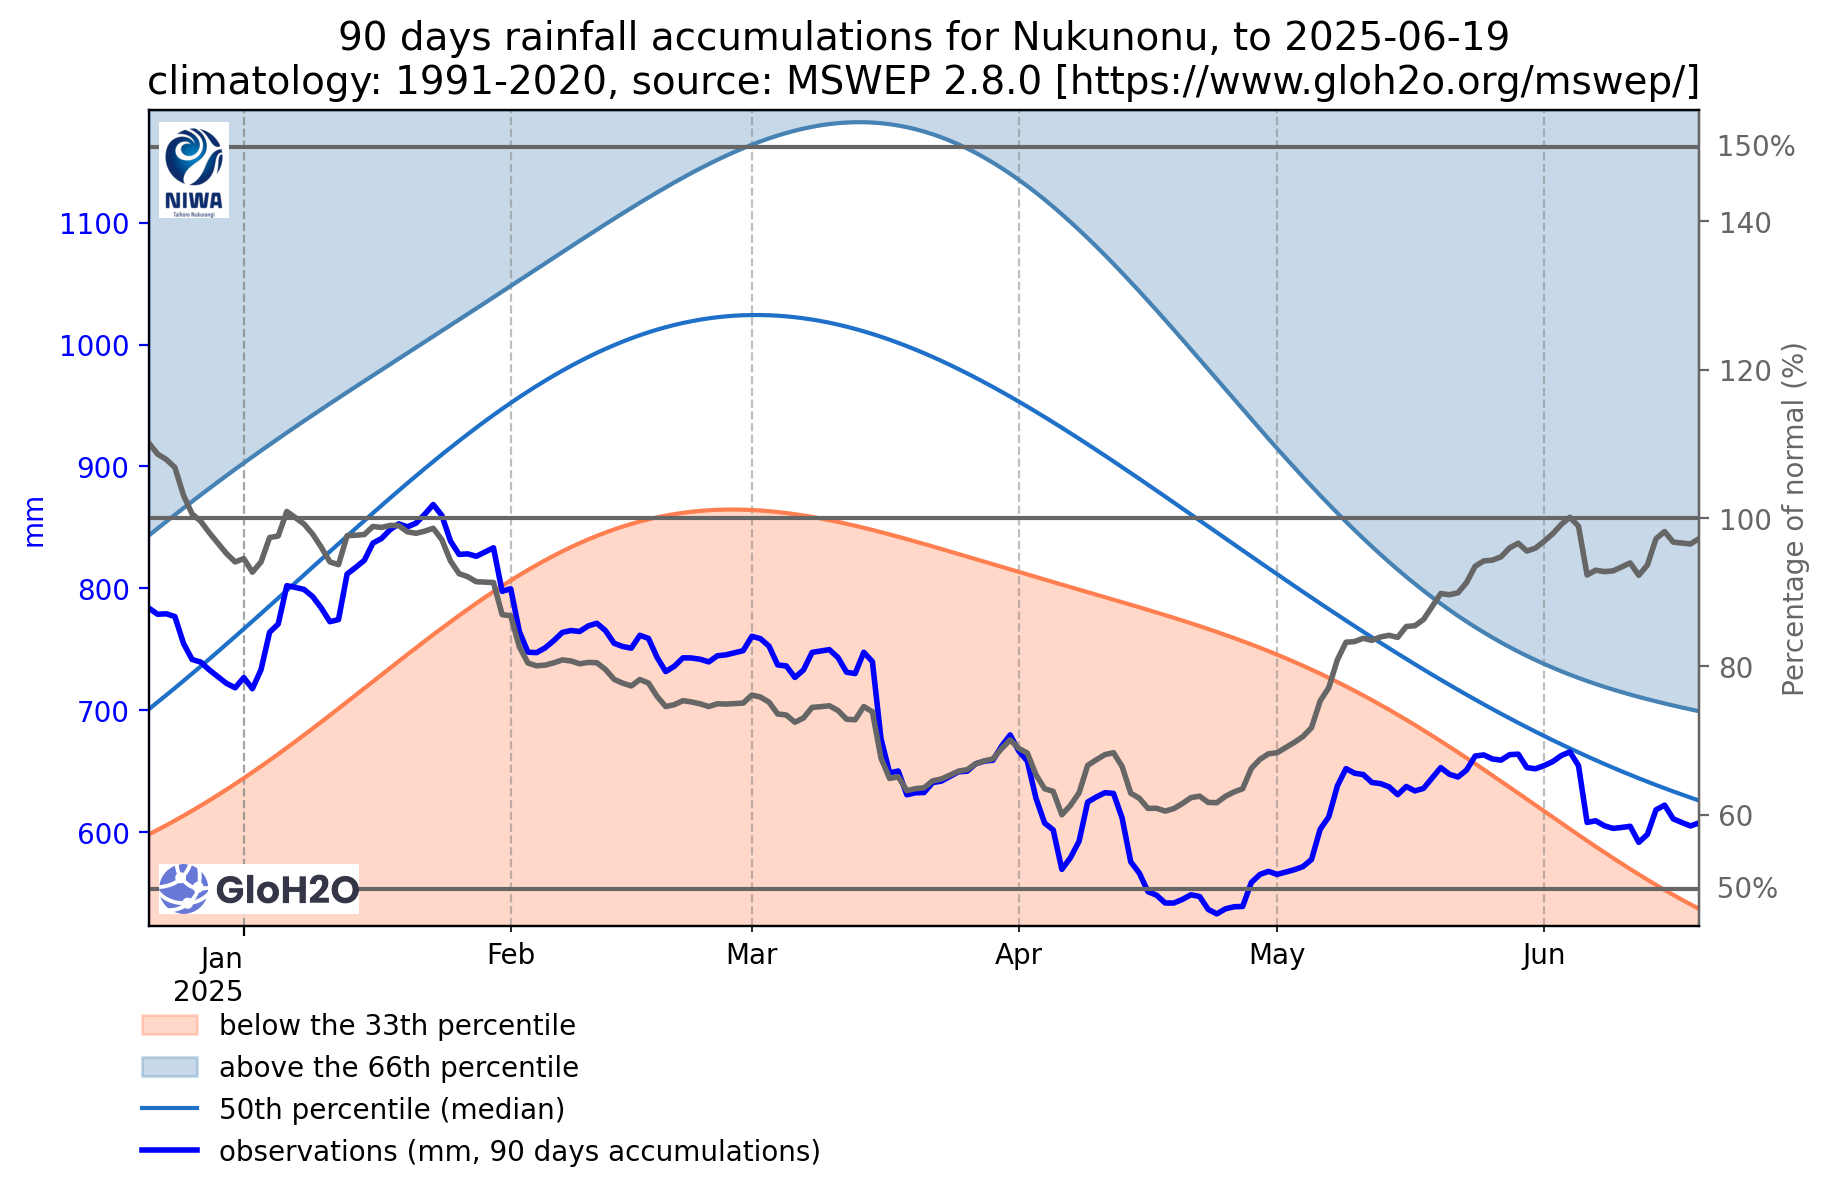 90 days rainfall accumulations for Nukunonu, to 2025-06-19
climatology: 1991-2020, source: MSWEP 2.8.0 [https://www.gloh2o.org/mswep/]
NIWA
Taihoro Nukurangi
1100
1000
900
800
700
600
mm
150%
140
120
100
80
60
50%
Percentage of normal (%)
GloH2O
Jan
2025
Feb
Mar
Apr
May
Jun
below the 33th percentile
above the 66th percentile
50th percentile (median)
observations (mm, 90 days accumulations)